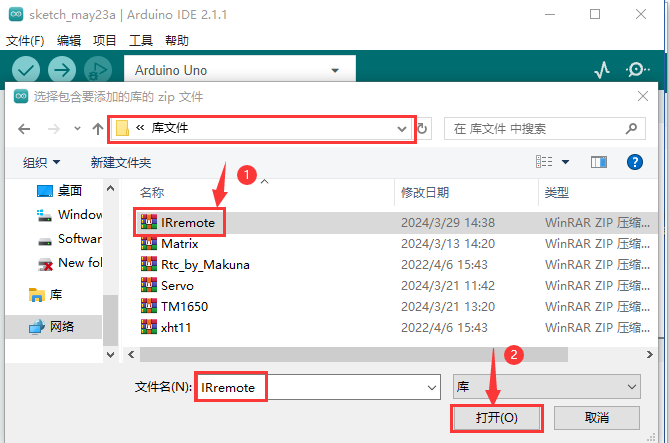 sketch_may23a | Arduino IDE 2.1.1
文件(F) 编辑 项目 工具 帮助
Arduino Uno
选择包含要添加的库的 zip 文件
« 库文件
在 库文件 中搜索
组织 新建文件夹
1
名称 修改日期 类型
桌面
Window
Software
New fol
库
网络
IRremote 2024/3/29 14:38 WinRAR ZIP 压缩...
Matrix 2024/3/13 14:20 WinRAR ZIP 压缩...
Rtc_by_Makuna 2022/4/6 15:43 WinRAR ZIP 压缩...
Servo 2024/3/21 11:42 WinRAR ZIP 压缩...
TM1650 2024/3/21 13:20 WinRAR ZIP 压缩...
xht11 2022/4/6 15:43 WinRAR ZIP 压缩...
2
文件名(N): IRremote 库
打开(O) 取消